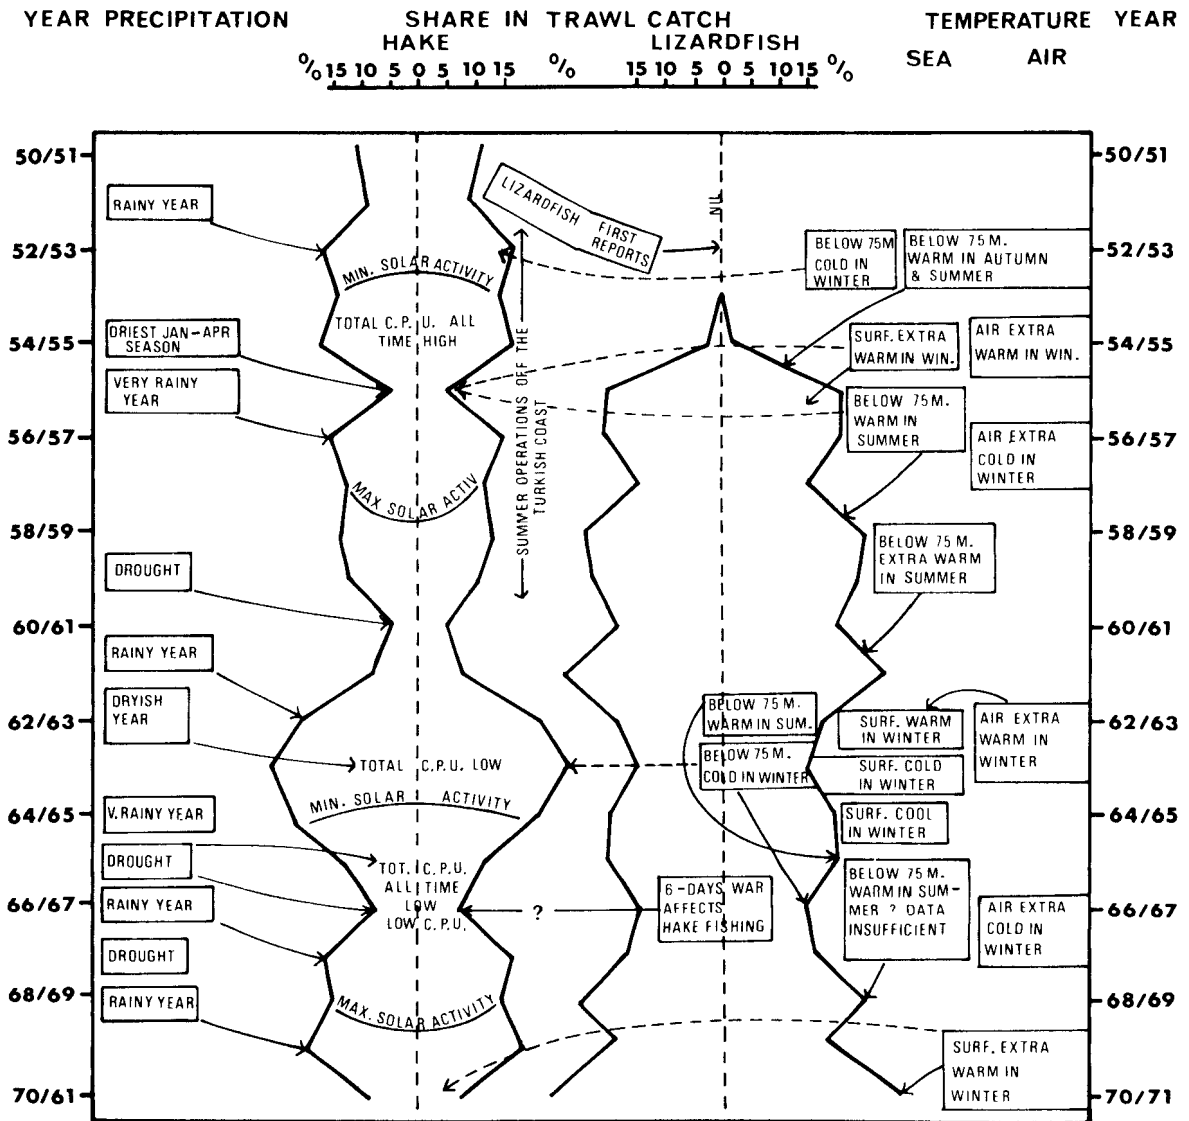 YEAR PRECIPITATION SHARE IN TRAWL CATCH TEMPERATURE YEAR
HAKE LIZARDFISH SEA AIR
% 15 10 5 0 5 10 15 % 15 10 5 0 5 10 15 %
50/51
52/53
54/55
56/57
58/59
60/61
62/63
64/65
66/67
68/69
70/61
RAINY YEAR
DRIEST JAN-APR
SEASON
VERY RAINY
YEAR
DROUGHT
RAINY YEAR
DRYISH
YEAR
V.RAINY YEAR
DROUGHT
RAINY YEAR
DROUGHT
RAINY YEAR
MIN. SOLAR ACTIVITY
TOTAL C.P.U. ALL
TIME HIGH
MAX SOLAR ACTIV
TOTAL C.P.U. LOW
MIN. SOLAR ACTIVITY
TOT. C.P.U.
ALL TIME
LOW
LOW C.P.U.
MAX. SOLAR ACTIVITY
SUMMER OPERATIONS OFF THE
TURKISH COAST
LIZARDFISH FIRST
REPORTS
NIL
?
6-DAYS WAR
AFFECTS
HAKE FISHING
BELOW 75 M.
WARM IN SUM.
BELOW 75 M.
COLD IN WINTER
BELOW 75M
COLD IN
WINTER
BELOW 75 M.
WARM IN AUTUMN
& SUMMER
SURF. EXTRA
WARM IN WIN.
AIR EXTRA
WARM IN WIN.
BELOW 75 M.
WARM IN
SUMMER
AIR EXTRA
COLD IN
WINTER
BELOW 75 M.
EXTRA WARM
IN SUMMER
SURF. WARM
IN WINTER
AIR EXTRA
WARM IN
WINTER
SURF. COLD
IN WINTER
SURF. COOL
IN WINTER
BELOW 75 M.
WARM IN SUM-
MER ? DATA
INSUFFICIENT
AIR EXTRA
COLD IN
WINTER
SURF. EXTRA
WARM IN
WINTER
50/51
52/53
54/55
56/57
58/59
60/61
62/63
64/65
66/67
68/69
70/71